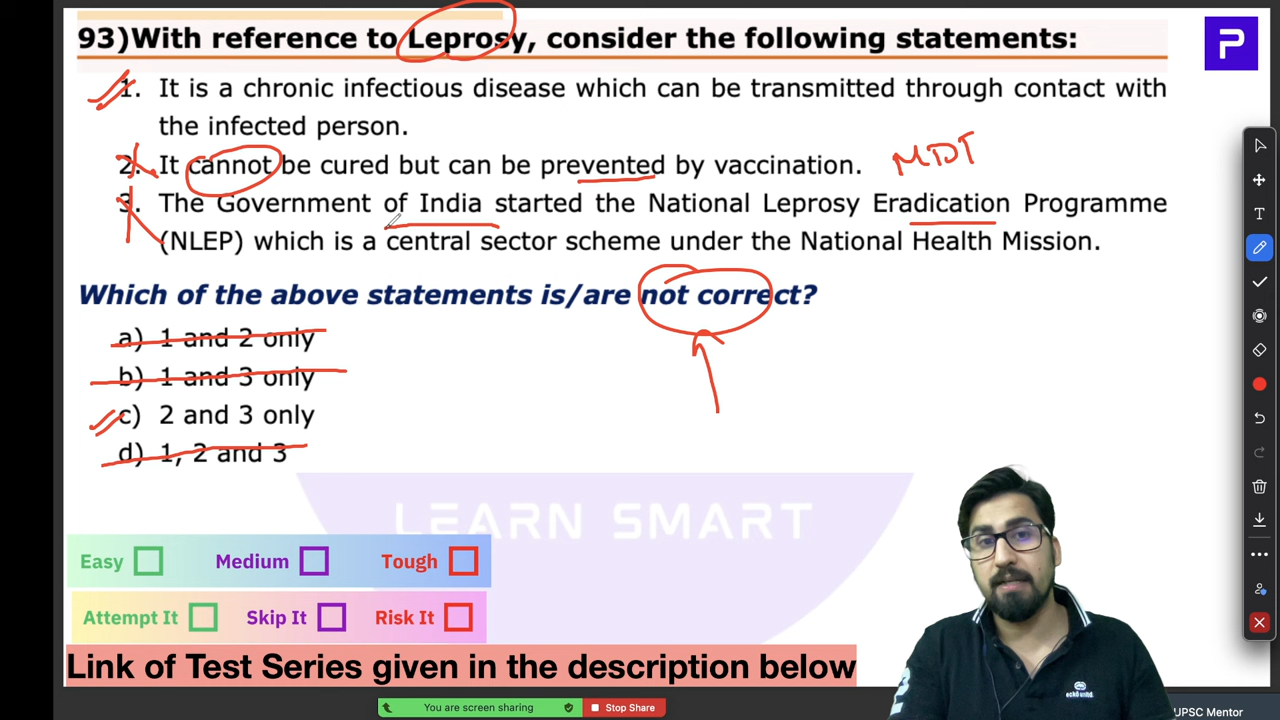 93)With reference to Leprosy, consider the following statements:
P
1. It is a chronic infectious disease which can be transmitted through contact with
the infected person.
2. It cannot be cured but can be prevented by vaccination. MDT
3. The Government of India started the National Leprosy Eradication Programme
(NLEP) which is a central sector scheme under the National Health Mission.
Which of the above statements is/are not correct?
a) 1 and 2 only
b) 1 and 3 only
c) 2 and 3 only
d) 1, 2 and 3
LEARN SMART
Easy Medium Tough
Attempt It Skip It Risk It
Link of Test Series given in the description below
You are screen sharing Stop Share
UPSC Mentor